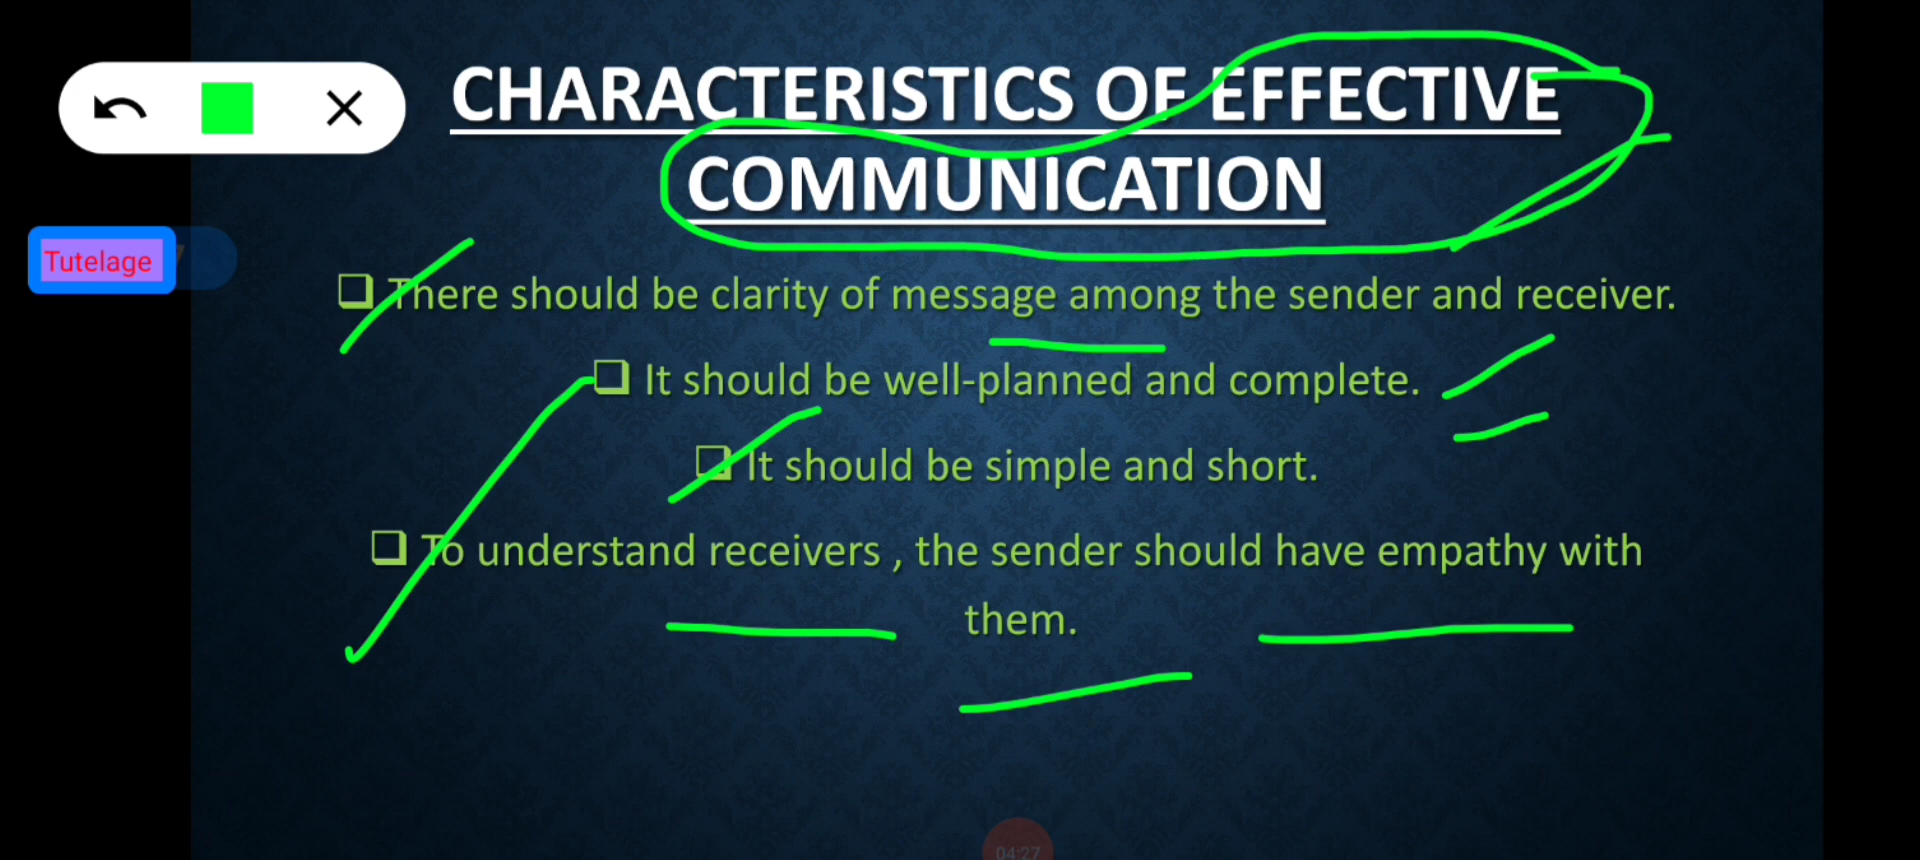 CHARACTERISTICS OF EFFECTIVE
COMMUNICATION
Tutelage
There should be clarity of message among the sender and receiver.
It should be well-planned and complete.
It should be simple and short.
To understand receivers , the sender should have empathy with
them.
04:27